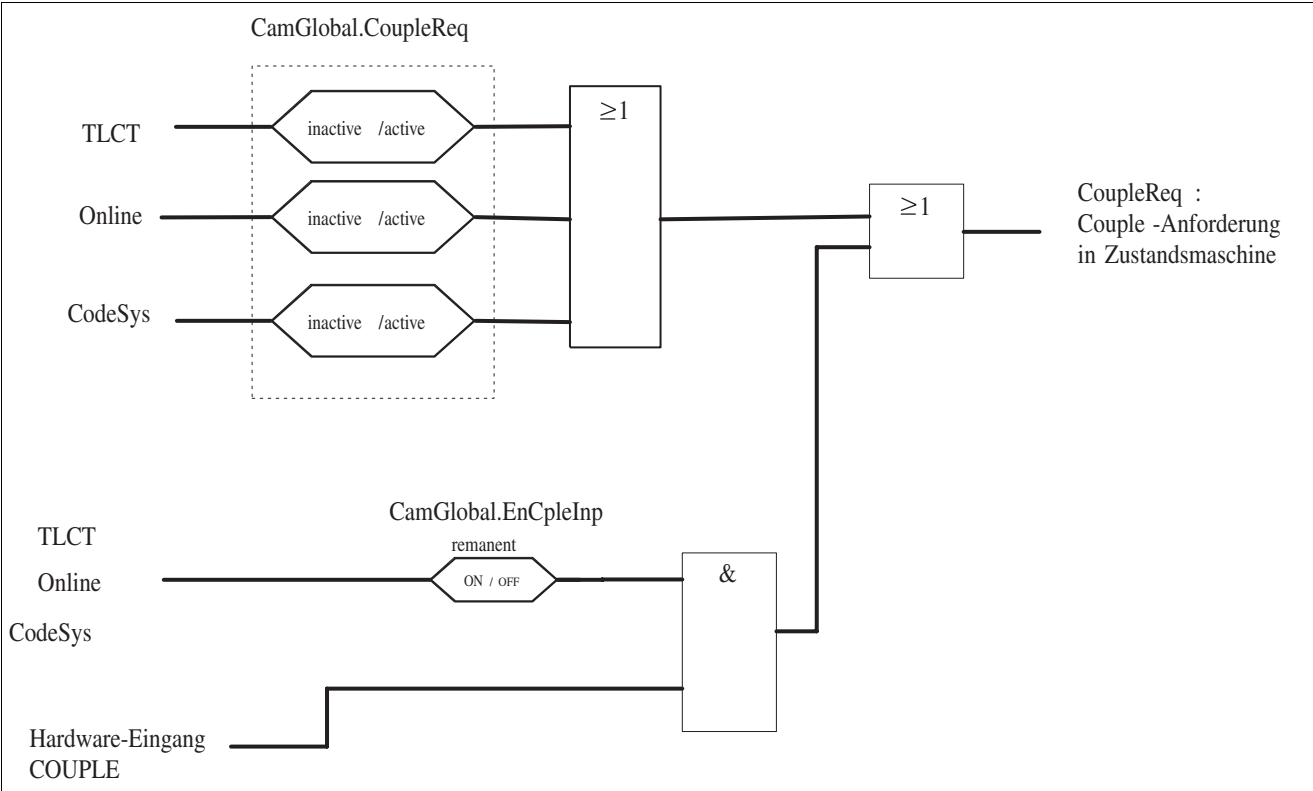 CamGlobal.CoupleReq
TLCT
inactive /active
≥1
Online
inactive /active
≥1
CoupleReq :
Couple -Anforderung
in Zustandsmaschine
CodeSys
inactive /active
CamGlobal.EnCpleInp
remanent
TLCT
Online
ON / OFF
&
CodeSys
Hardware-Eingang
COUPLE